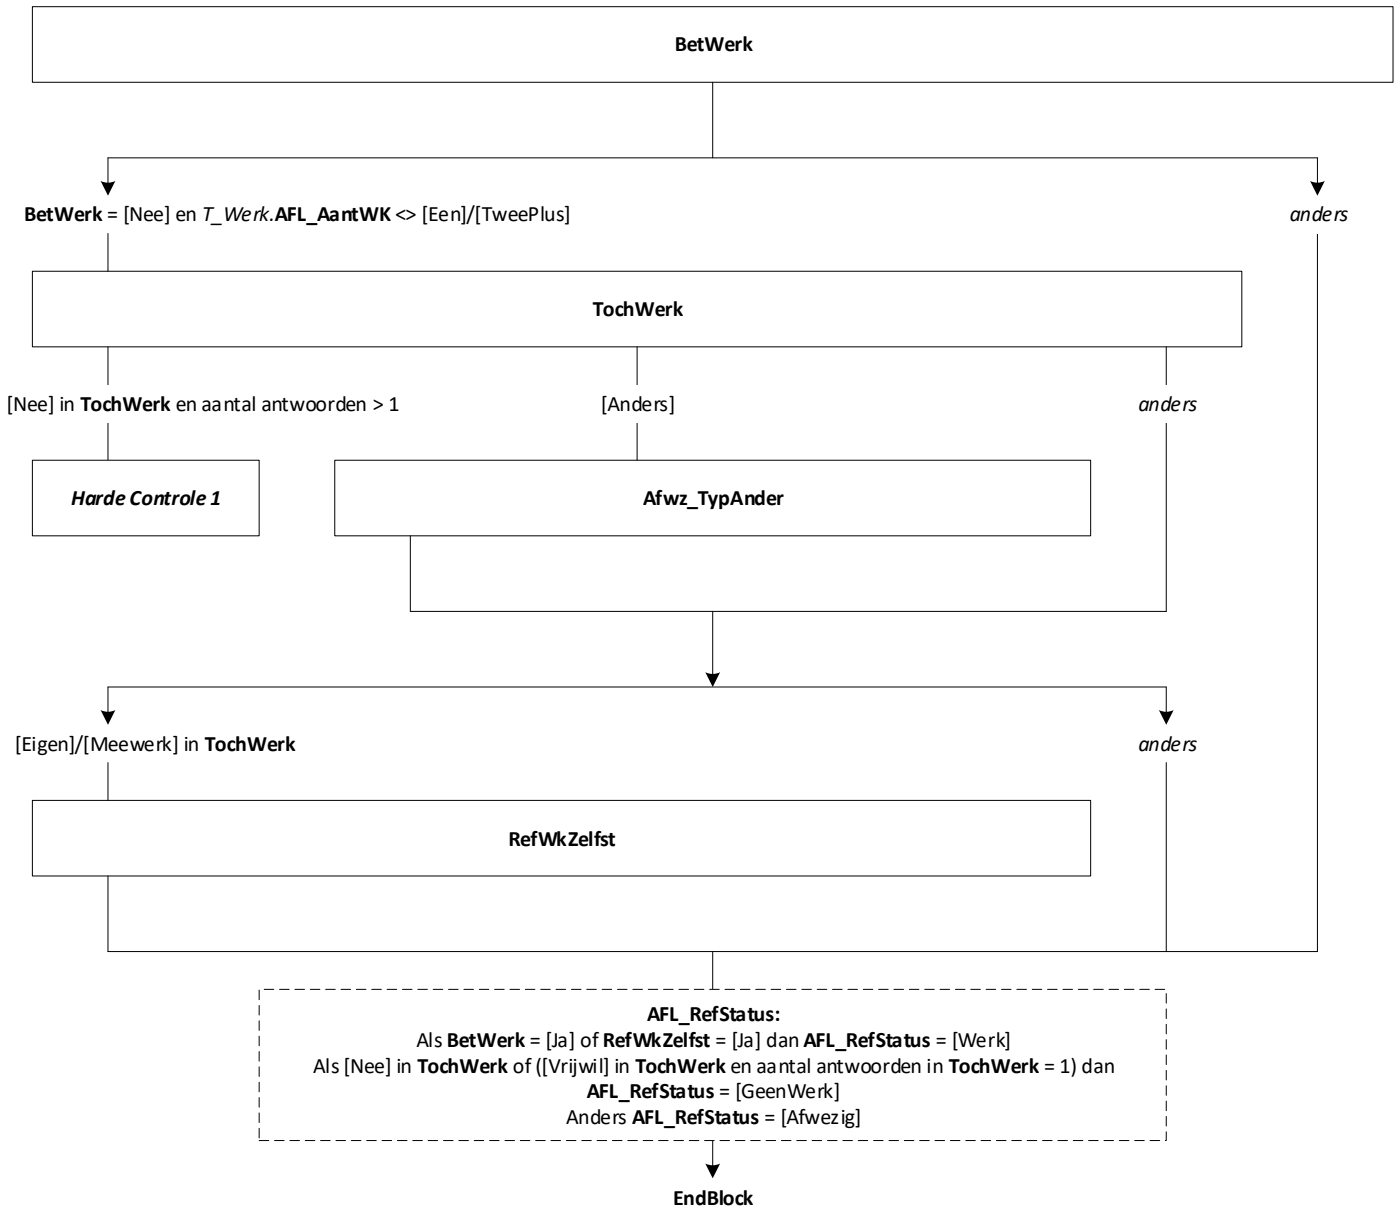 BetWerk
BetWerk = [Nee] en T_Werk.AFL_AantWK <> [Een]/[TweePlus]
anders
TochWerk
[Nee] in TochWerk en aantal antwoorden > 1
[Anders]
anders
Harde Controle 1
Afwz_TypAnder
[Eigen]/[Meewerk] in TochWerk
anders
RefWkZelfst
AFL_RefStatus:
Als BetWerk = [Ja] of RefWkZelfst = [Ja] dan AFL_RefStatus = [Werk]
Als [Nee] in TochWerk of ([Vrijwil] in TochWerk en aantal antwoorden in TochWerk = 1) dan
AFL_RefStatus = [GeenWerk]
Anders AFL_RefStatus = [Afwezig]
EndBlock